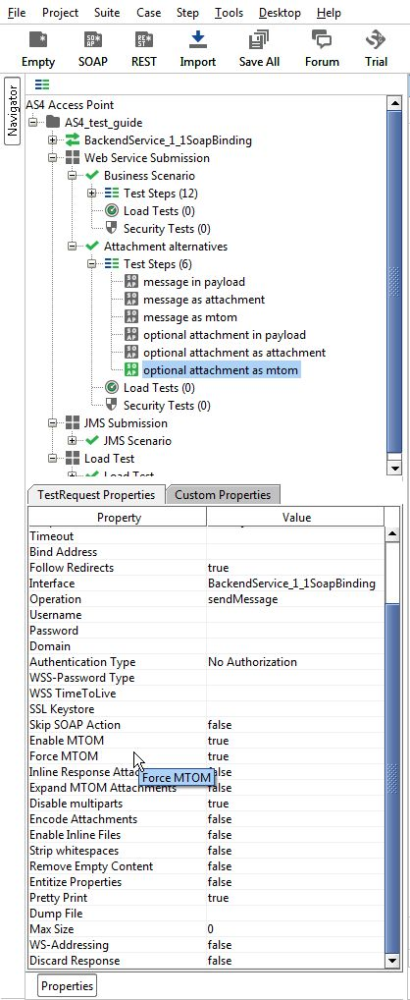 File Project Suite Case Step Tools Desktop Help
Empty SOAP REST Import Save All Forum Trial
Navigator
AS4 Access Point
AS4_test_guide
BackendService_1_1SoapBinding
Web Service Submission
Business Scenario
Test Steps (12)
Load Tests (0)
Security Tests (0)
Attachment alternatives
Test Steps (6)
message in payload
message as attachment
message as mtom
optional attachment in payload
optional attachment as attachment
optional attachment as mtom
Load Tests (0)
Security Tests (0)
JMS Submission
JMS Scenario
Load Test
Load Test
TestRequest Properties Custom Properties
Property Value
Timeout
Bind Address
Follow Redirects true
Interface BackendService_1_1SoapBinding
Operation sendMessage
Username
Password
Domain
Authentication Type No Authorization
WSS-Password Type
WSS TimeToLive
SSL Keystore
Skip SOAP Action false
Enable MTOM true
Force MTOM true
Inline Response Attac false
Force MTOM
Expand MTOM Attachments false
Disable multiparts true
Encode Attachments false
Enable Inline Files false
Strip whitespaces false
Remove Empty Content false
Entitize Properties false
Pretty Print true
Dump File
Max Size 0
WS-Addressing false
Discard Response false
Properties